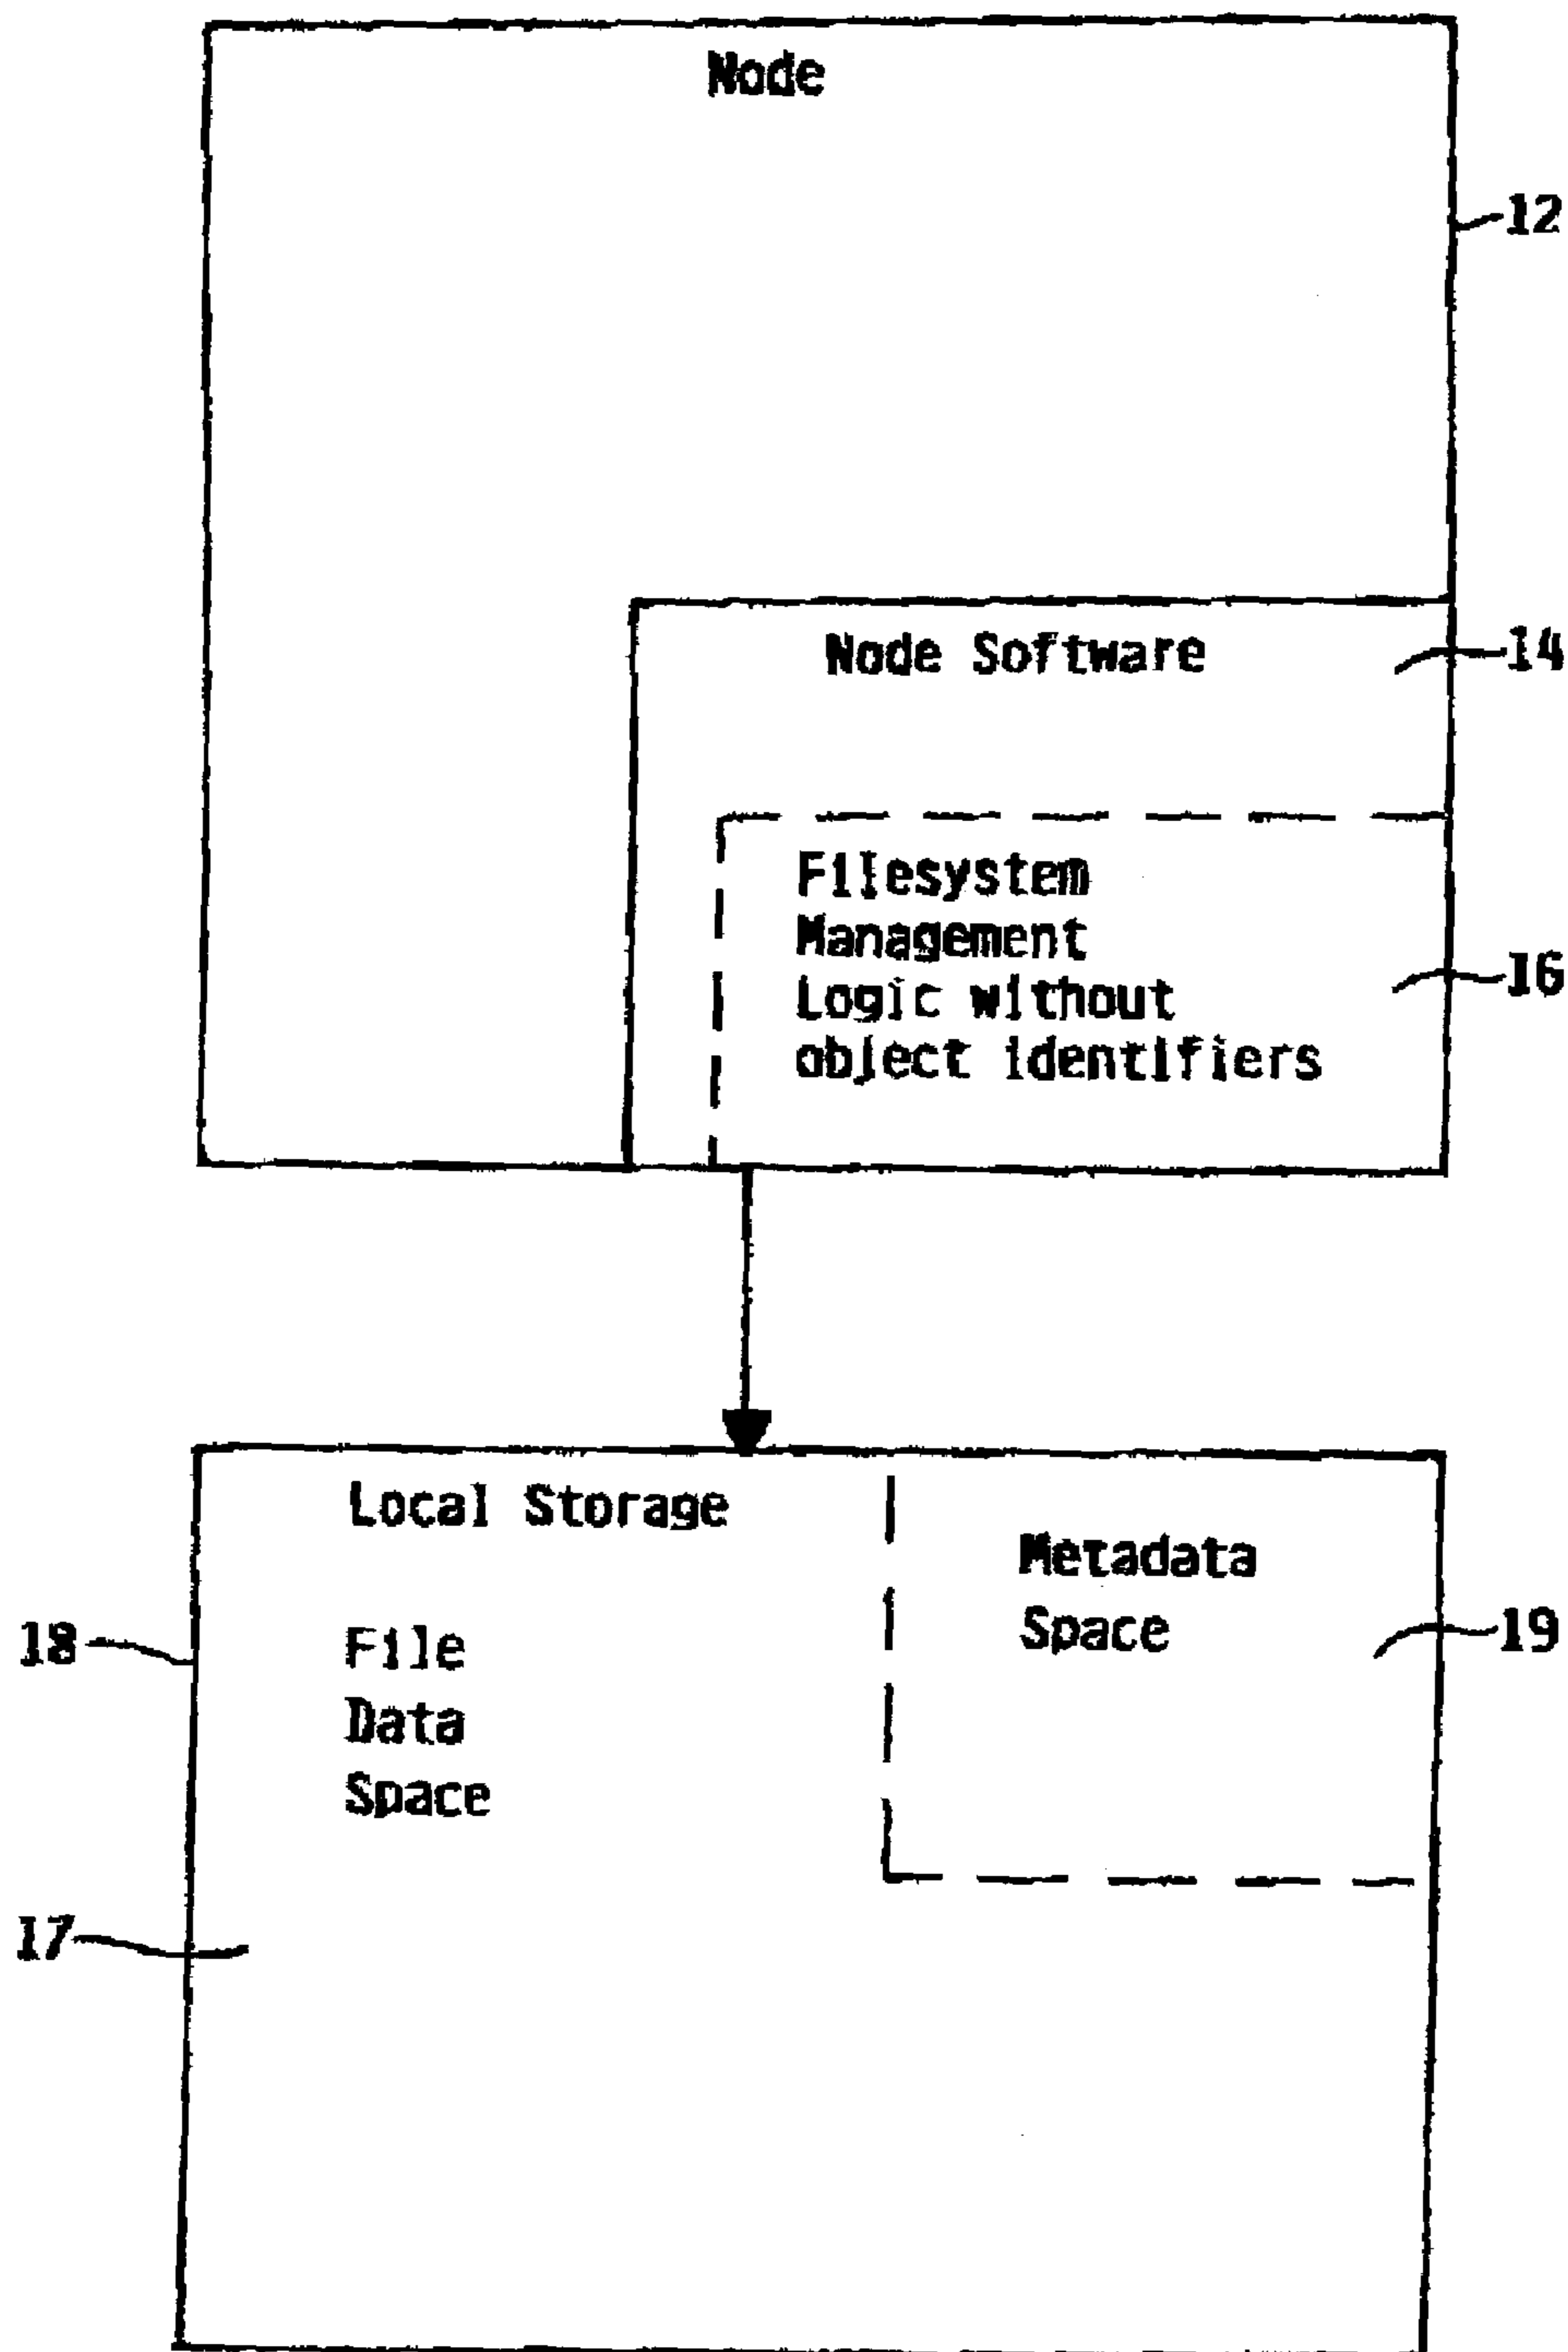 Node
12
Node Software
14
Filesystem
Management
Logic without
object identifiers
16
Local Storage
Metadata
Space
18
19
File
Data
Space
17